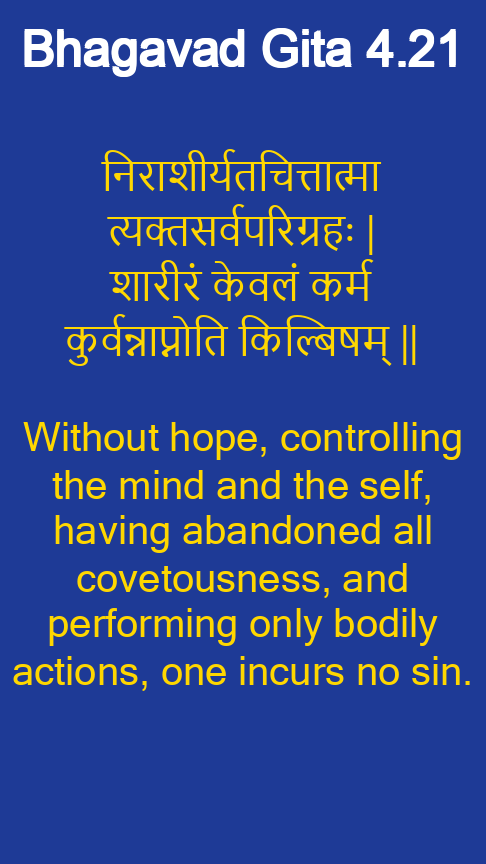 Bhagavad Gita 4.21
निराशीर्यतचित्तात्मा
त्यक्तसर्वपरिग्रहः |
शारीरं केवलं कर्म
कुर्वन्नाप्नोति किल्बिषम् ||
Without hope, controlling
the mind and the self,
having abandoned all
covetousness, and
performing only bodily
actions, one incurs no sin.